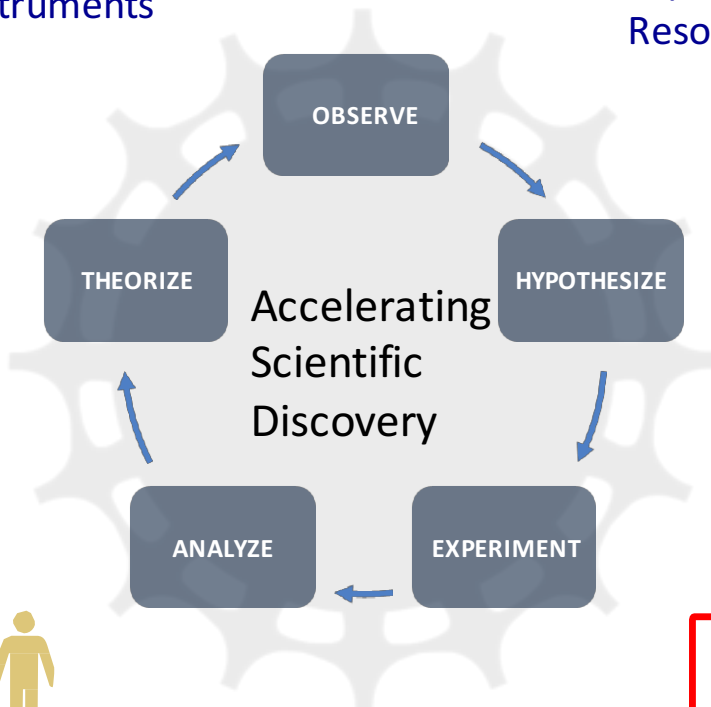 truments
Reso
OBSERVE
THEORIZE
HYPOTHESIZE
Accelerating
Scientific
Discovery
ANALYZE
EXPERIMENT